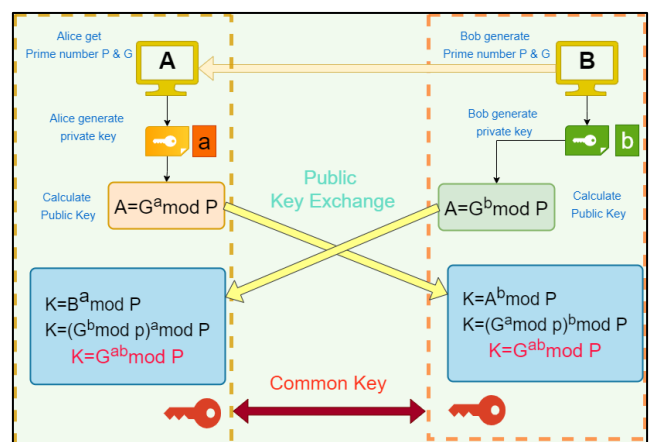 Alice get
Prime number P & G
A
Bob generate
Prime number P & G
B
Alice generate
private key
a
Bob generate
private key
b
Public
Key Exchange
Calculate
Public Key
A=Gᵃmod P
A=Gᵇmod P
Calculate
Public Key
K=Bᵃmod P
K=(Gᵇmod p)ᵃmod P
K=Gᵃᵇmod P
K=Aᵇmod P
K=(Gᵃmod p)ᵇmod P
K=Gᵃᵇmod P
Common Key